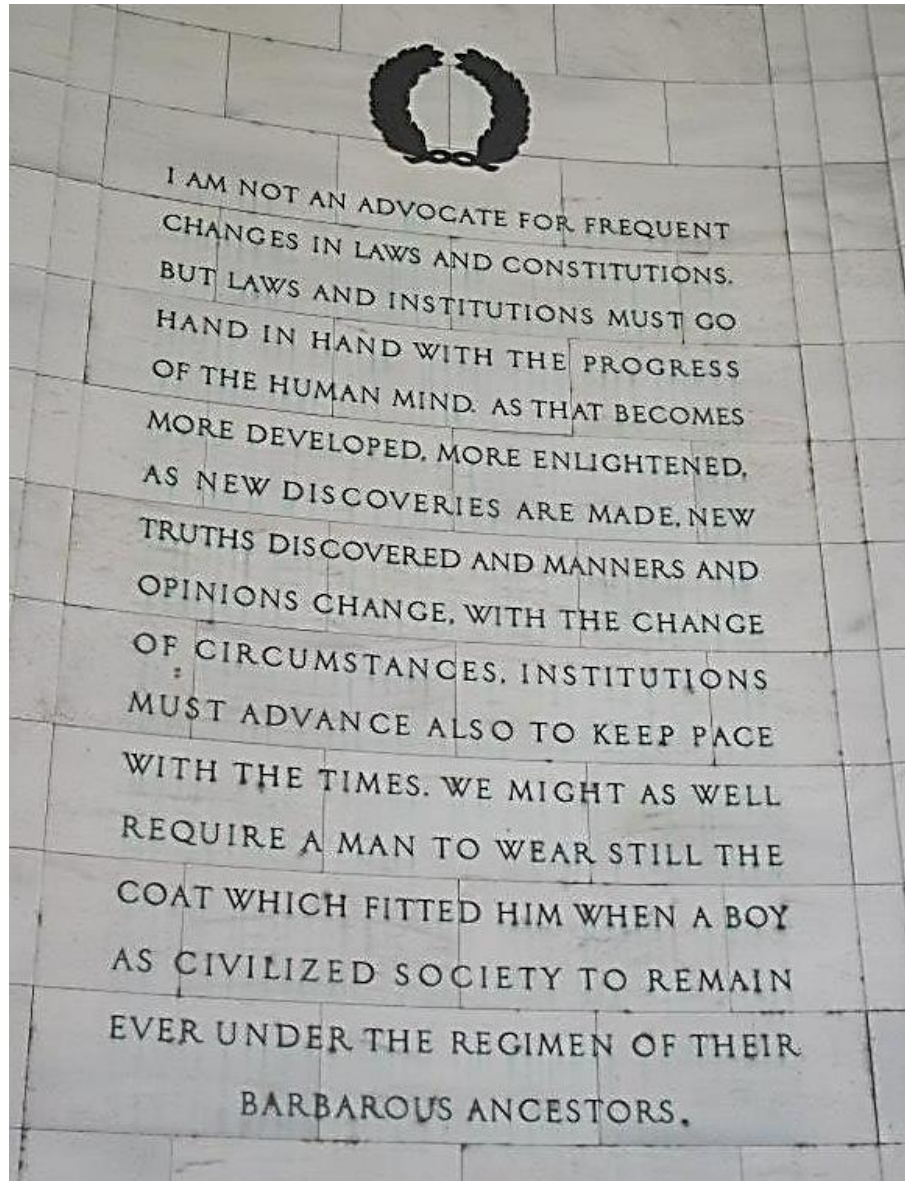 I AM NOT AN ADVOCATE FOR FREQUENT
CHANGES IN LAWS AND CONSTITUTIONS.
BUT LAWS AND INSTITUTIONS MUST GO
HAND IN HAND WITH THE PROGRESS
OF THE HUMAN MIND. AS THAT BECOMES
MORE DEVELOPED, MORE ENLIGHTENED,
AS NEW DISCOVERIES ARE MADE, NEW
TRUTHS DISCOVERED AND MANNERS AND
OPINIONS CHANGE, WITH THE CHANGE
OF CIRCUMSTANCES, INSTITUTIONS
MUST ADVANCE ALSO TO KEEP PACE
WITH THE TIMES. WE MIGHT AS WELL
REQUIRE A MAN TO WEAR STILL THE
COAT WHICH FITTED HIM WHEN A BOY
AS CIVILIZED SOCIETY TO REMAIN
EVER UNDER THE REGIMEN OF THEIR
BARBAROUS ANCESTORS.